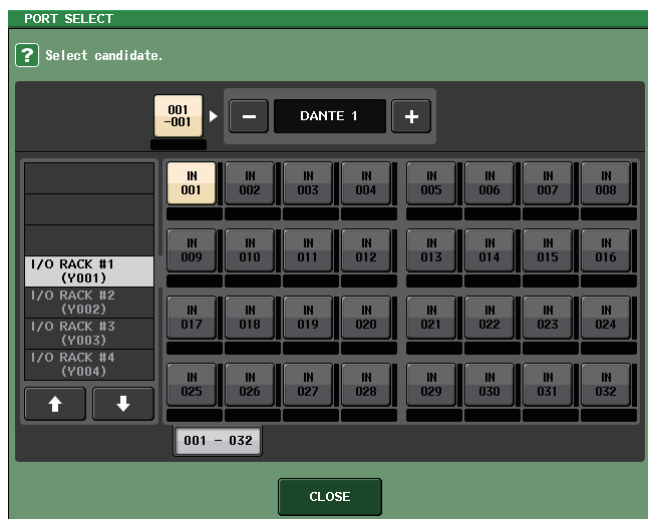 PORT SELECT
? Select candidate.
001
-001
− DANTE 1 +
I/O RACK #1
(Y001)
I/O RACK #2
(Y002)
I/O RACK #3
(Y003)
I/O RACK #4
(Y004)
IN 001 IN 002 IN 003 IN 004 IN 005 IN 006 IN 007 IN 008
IN 009 IN 010 IN 011 IN 012 IN 013 IN 014 IN 015 IN 016
IN 017 IN 018 IN 019 IN 020 IN 021 IN 022 IN 023 IN 024
IN 025 IN 026 IN 027 IN 028 IN 029 IN 030 IN 031 IN 032
001 - 032
CLOSE